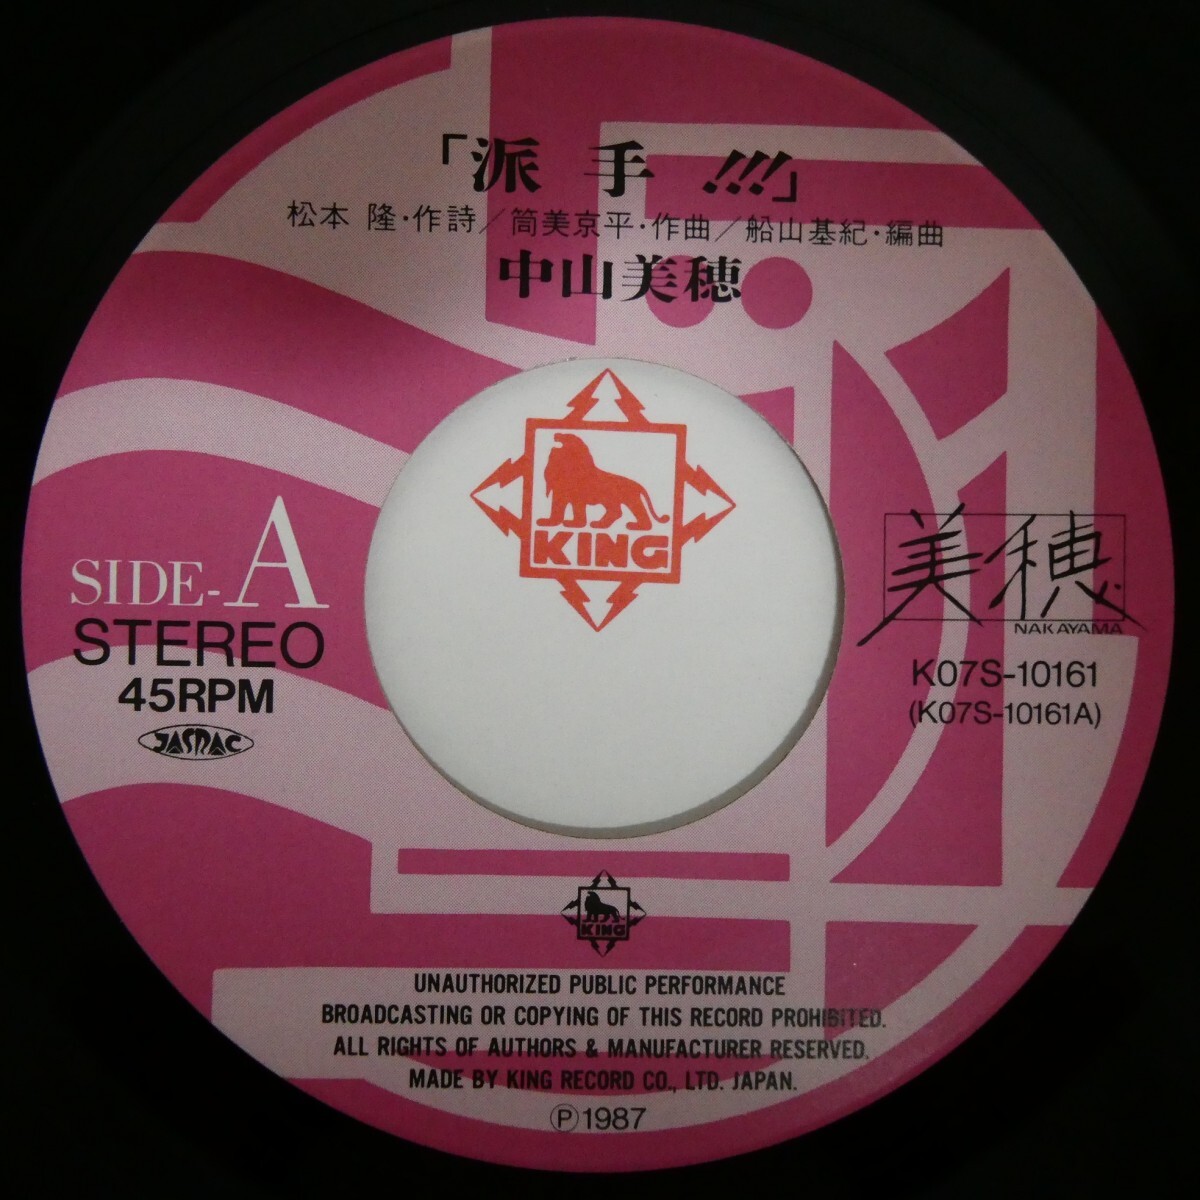 「派手!!!」
松本 隆・作詩／筒美京平・作曲／船山基紀・編曲
中山美穂
KING
SIDE-A
STEREO
45RPM
JASRAC
美穂
NAKAYAMA
K07S-10161
(K07S-10161A)
KING
UNAUTHORIZED PUBLIC PERFORMANCE
BROADCASTING OR COPYING OF THIS RECORD PROHIBITED.
ALL RIGHTS OF AUTHORS & MANUFACTURER RESERVED.
MADE BY KING RECORD CO., LTD. JAPAN.
Ⓟ1987